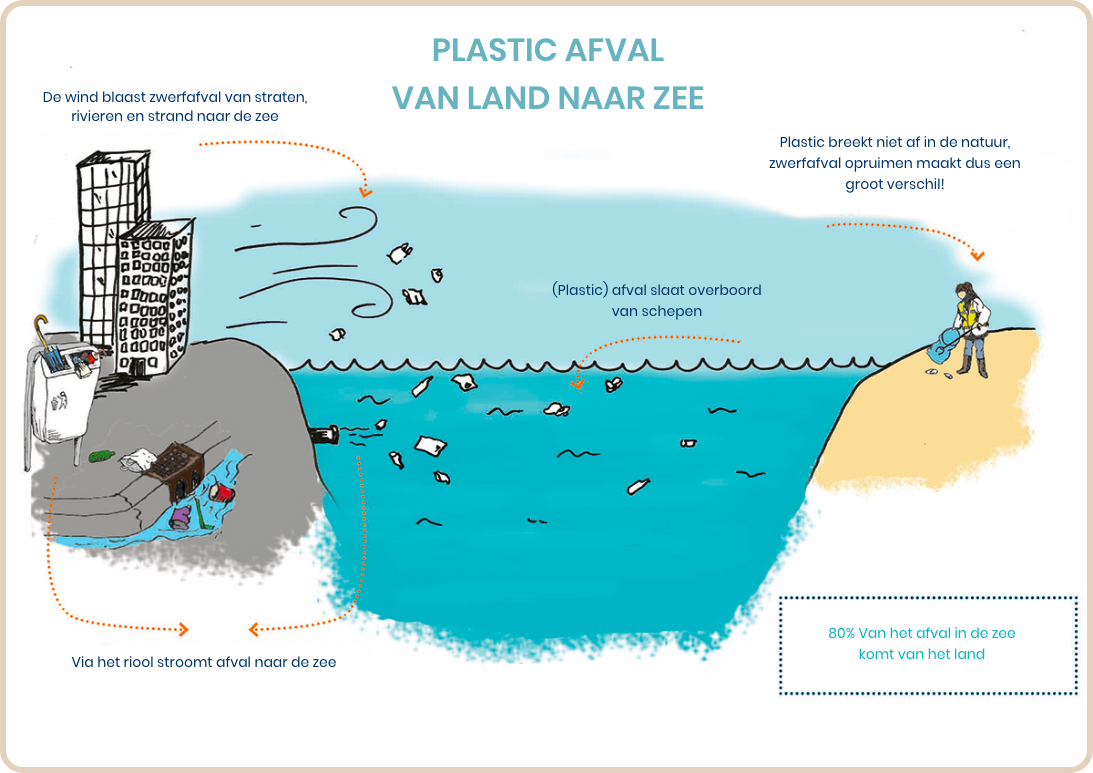 PLASTIC AFVAL
VAN LAND NAAR ZEE
De wind blaast zwerfafval van straten,
rivieren en strand naar de zee
Plastic breekt niet af in de natuur,
zwerfafval opruimen maakt dus een
groot verschil!
(Plastic) afval slaat overboord
van schepen
Via het riool stroomt afval naar de zee
80% Van het afval in de zee
komt van het land